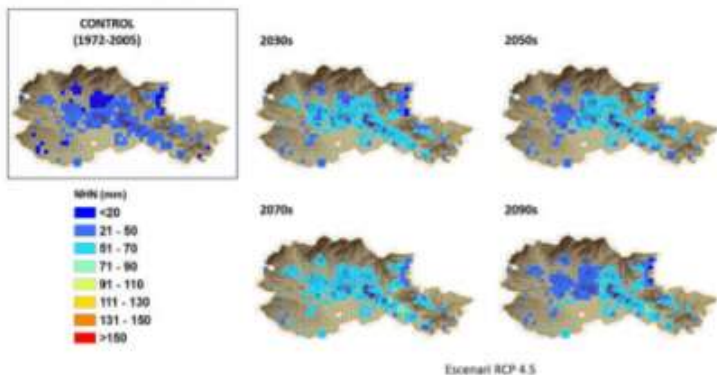 CONTROL
(1972-2005)
2030s
2050s
NHN (mm)
<20
21 - 50
51 - 70
71 - 90
91 - 110
111 - 130
131 - 150
>150
2070s
2090s
Escenari RCP 4.5